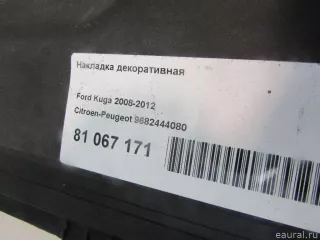 Накладка декоративная
Ford Kuga 2008-2012
Citroen-Peugeot 9682444080
81 067 171
eaural.ru